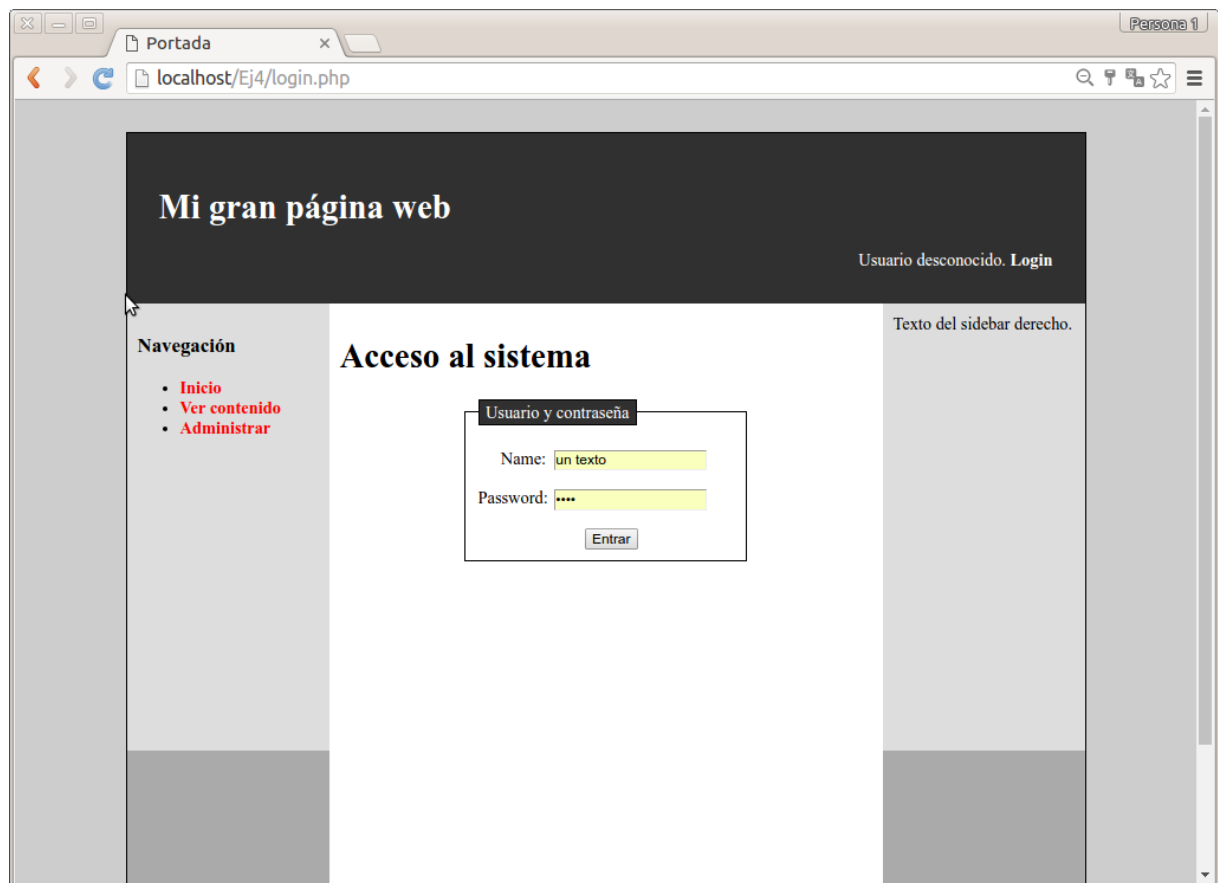 Persona 1
Portada
localhost/Ej4/login.php
Mi gran página web
Usuario desconocido. Login
Navegación
Inicio
Ver contenido
Administrar
Acceso al sistema
Usuario y contraseña
Name: un texto
Password: ••••
Entrar
Texto del sidebar derecho.